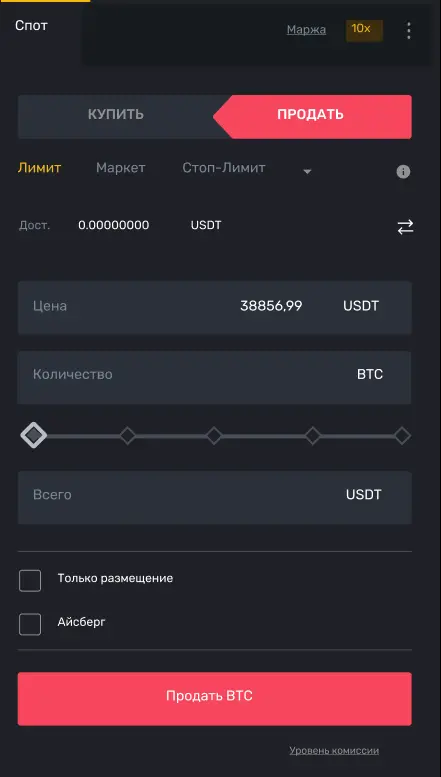 Спот
Маржа 10x
КУПИТЬ ПРОДАТЬ
Лимит Маркет Стоп-Лимит
Дост. 0.00000000 USDT
Цена 38856,99 USDT
Количество BTC
Всего USDT
Только размещение
Айсберг
Продать BTC
Уровень комиссии